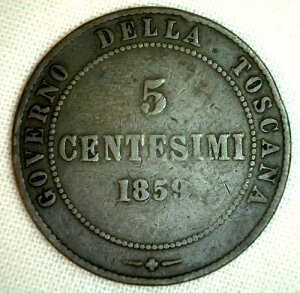 GOVERNO DELLA TOSCANA
5
CENTESIMI
1859